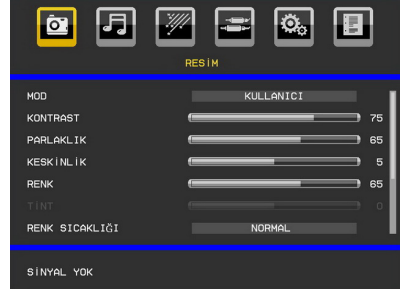 RESİM
MOD KULLANICI
KONTRAST 75
PARLAKLIK 65
KESKİNLİK 5
RENK 65
TINT 0
RENK SICAKLIĞI NORMAL
SİNYAL YOK